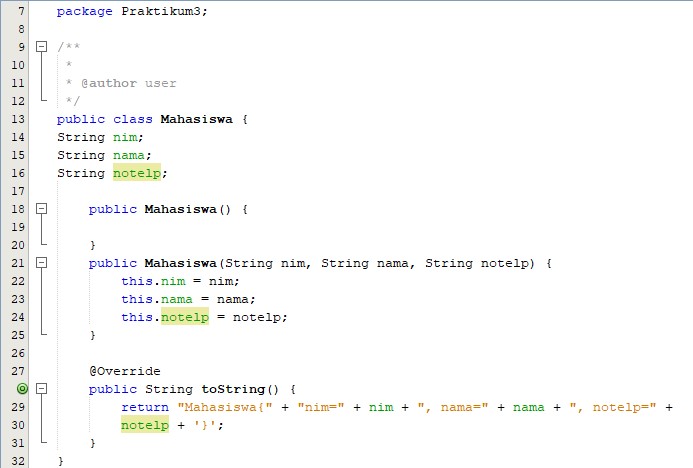 7 package Praktikum3;
8
9 /**
10 *
11 * @author user
12 */
13 public class Mahasiswa {
14 String nim;
15 String nama;
16 String notelp;
17
18 public Mahasiswa() {
19
20 }
21 public Mahasiswa(String nim, String nama, String notelp) {
22 this.nim = nim;
23 this.nama = nama;
24 this.notelp = notelp;
25 }
26
27 @Override
public String toString() {
29 return "Mahasiswa{" + "nim=" + nim + ", nama=" + nama + ", notelp=" +
30 notelp + '}';
31 }
32 }